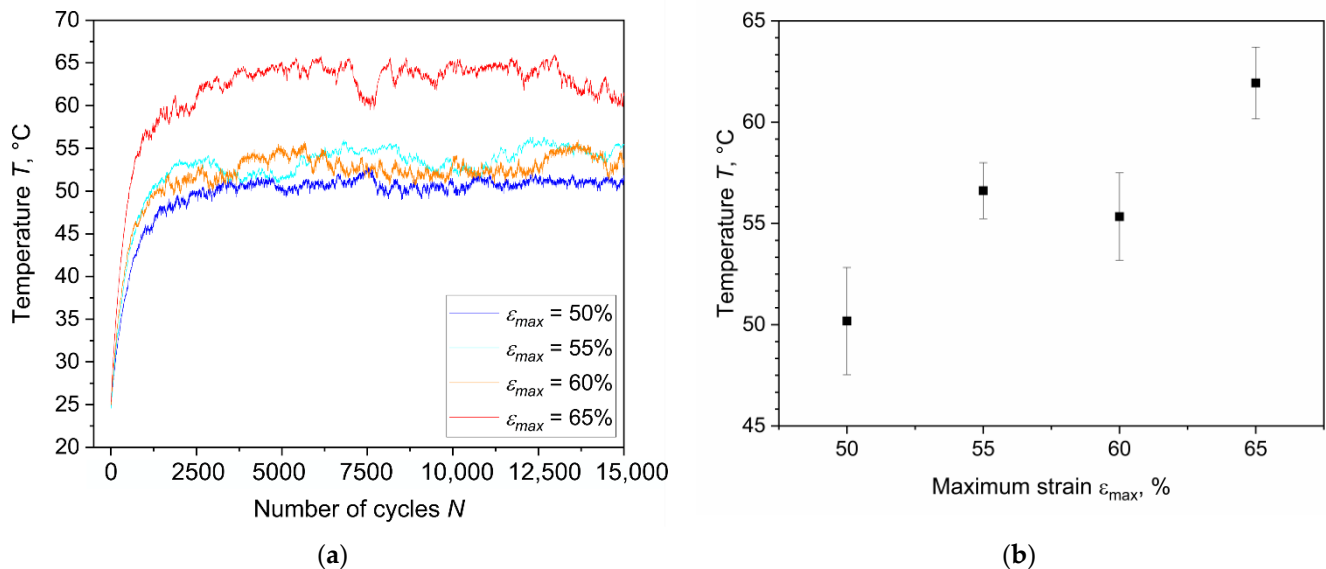 70
65
60
55
50
45
40
35
30
25
20
Temperature T, °C
0
2500
5000
7500
10,000
12,500
15,000
Number of cycles N
εmax = 50%
εmax = 55%
εmax = 60%
εmax = 65%
(a)
65
60
55
50
45
Temperature T, °C
50
55
60
65
Maximum strain εmax, %
(b)